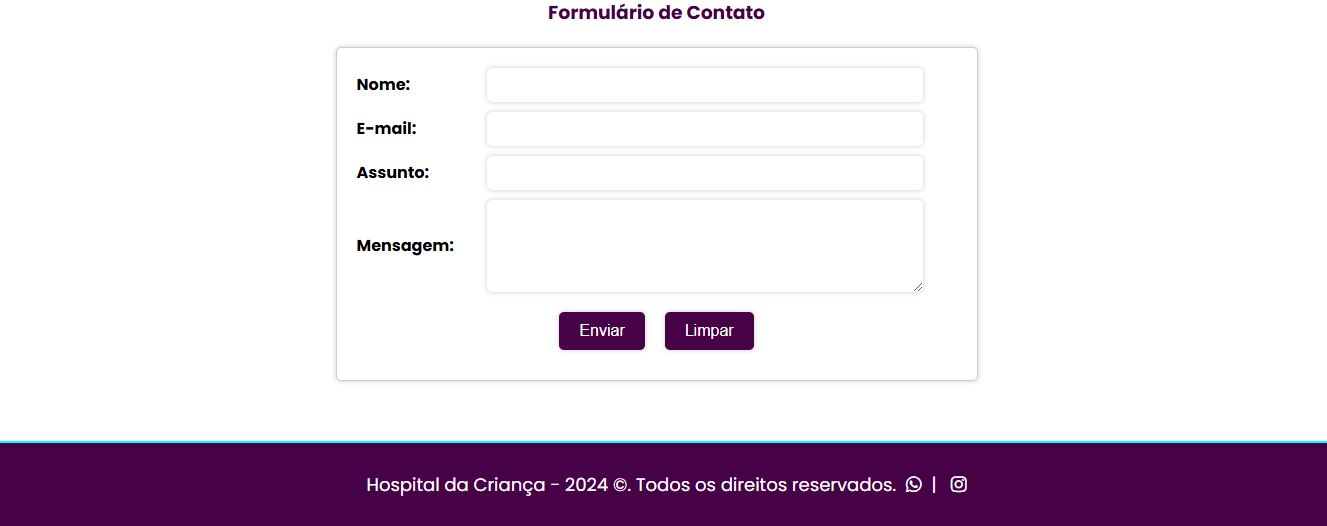 Formulário de Contato
Nome:
E-mail:
Assunto:
Mensagem:
Enviar Limpar
Hospital da Criança - 2024 ©. Todos os direitos reservados. |